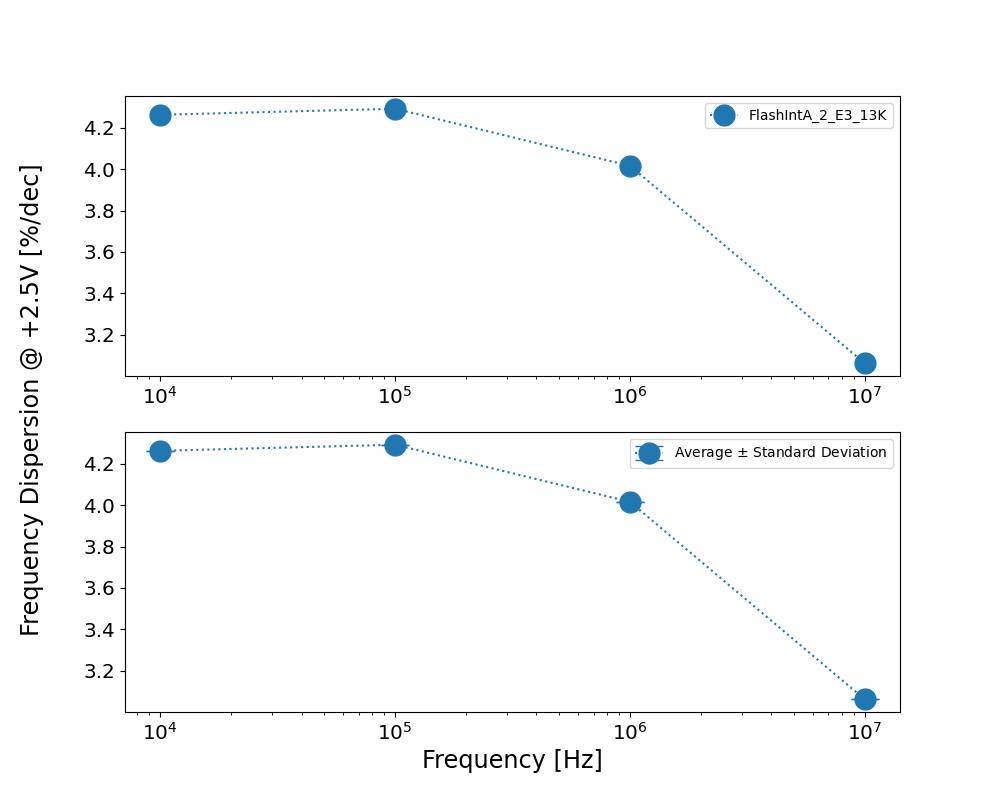 Frequency Dispersion @ +2.5V [%/dec]
FlashIntA_2_E3_13K
4.2
4.0
3.8
3.6
3.4
3.2
10⁴ 10⁵ 10⁶ 10⁷
Average ± Standard Deviation
4.2
4.0
3.8
3.6
3.4
3.2
10⁴ 10⁵ 10⁶ 10⁷
Frequency [Hz]